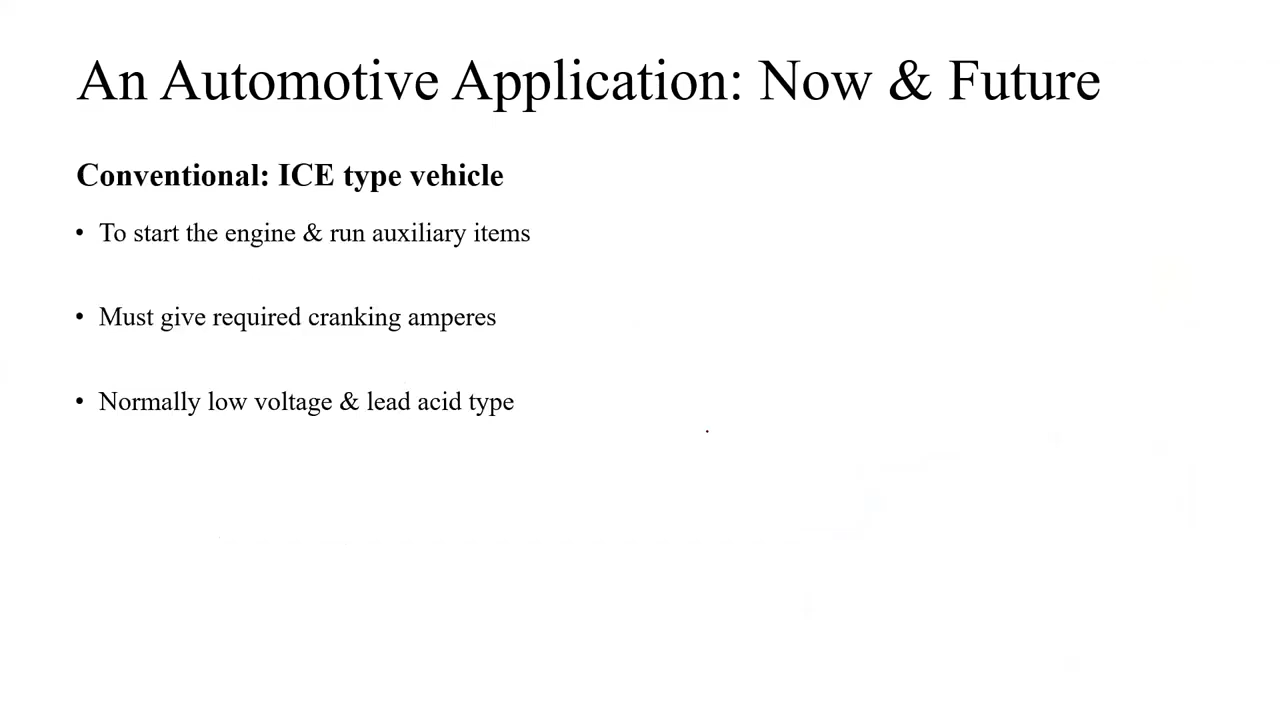 An Automotive Application: Now & Future
Conventional: ICE type vehicle
• To start the engine & run auxiliary items
• Must give required cranking amperes
• Normally low voltage & lead acid type